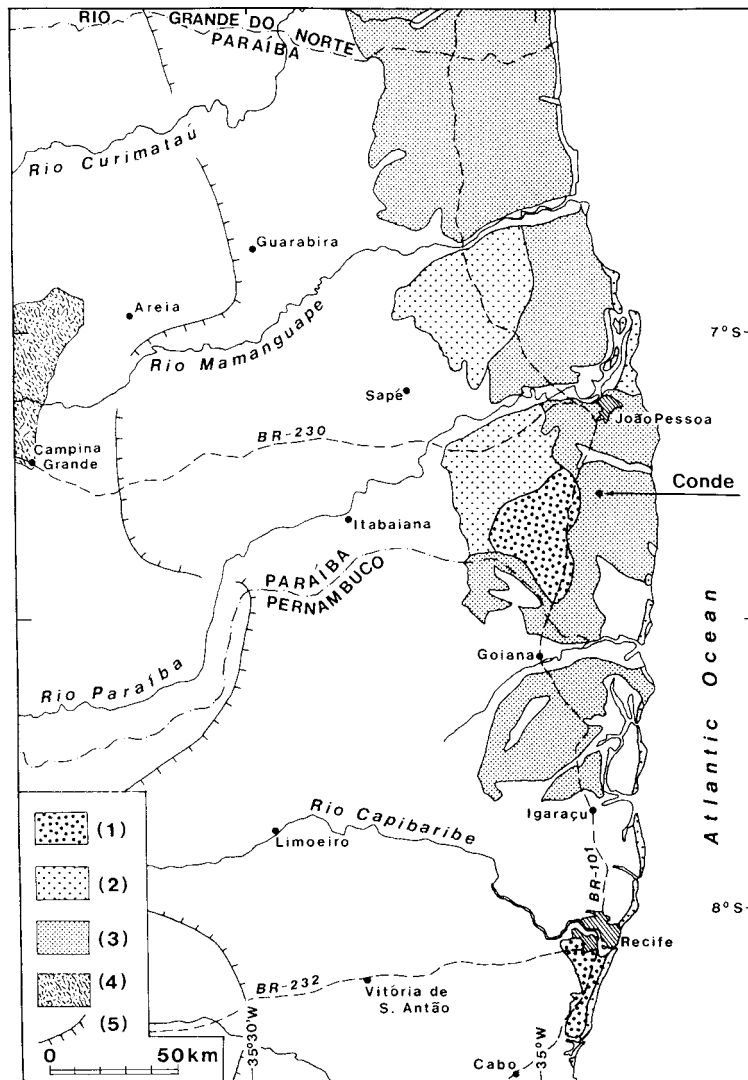 RIO GRANDE DO NORTE
PARAÍBA
Rio Curimataú
Guarabira
Areia
7° S
Rio Mamanguape
Sapé
João Pessoa
BR-230
Campina
Grande
Conde
Itabaiana
PARAÍBA
PERNAMBUCO
Goiana
Rio Paraíba
Atlantic Ocean
(1)
Rio Capibaribe
Igaraçu
Limoeiro
(2)
BR-101
8° S
(3)
Recife
(4)
BR-232
Vitória de
S. Antão
(5)
35°30'W
35°W
0 50 km
Cabo